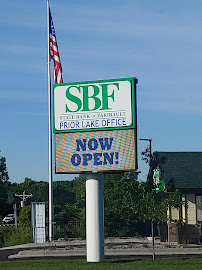 SBF
STATE BANK OF FARIBAULT
PRIOR LAKE OFFICE
NOW
OPEN!